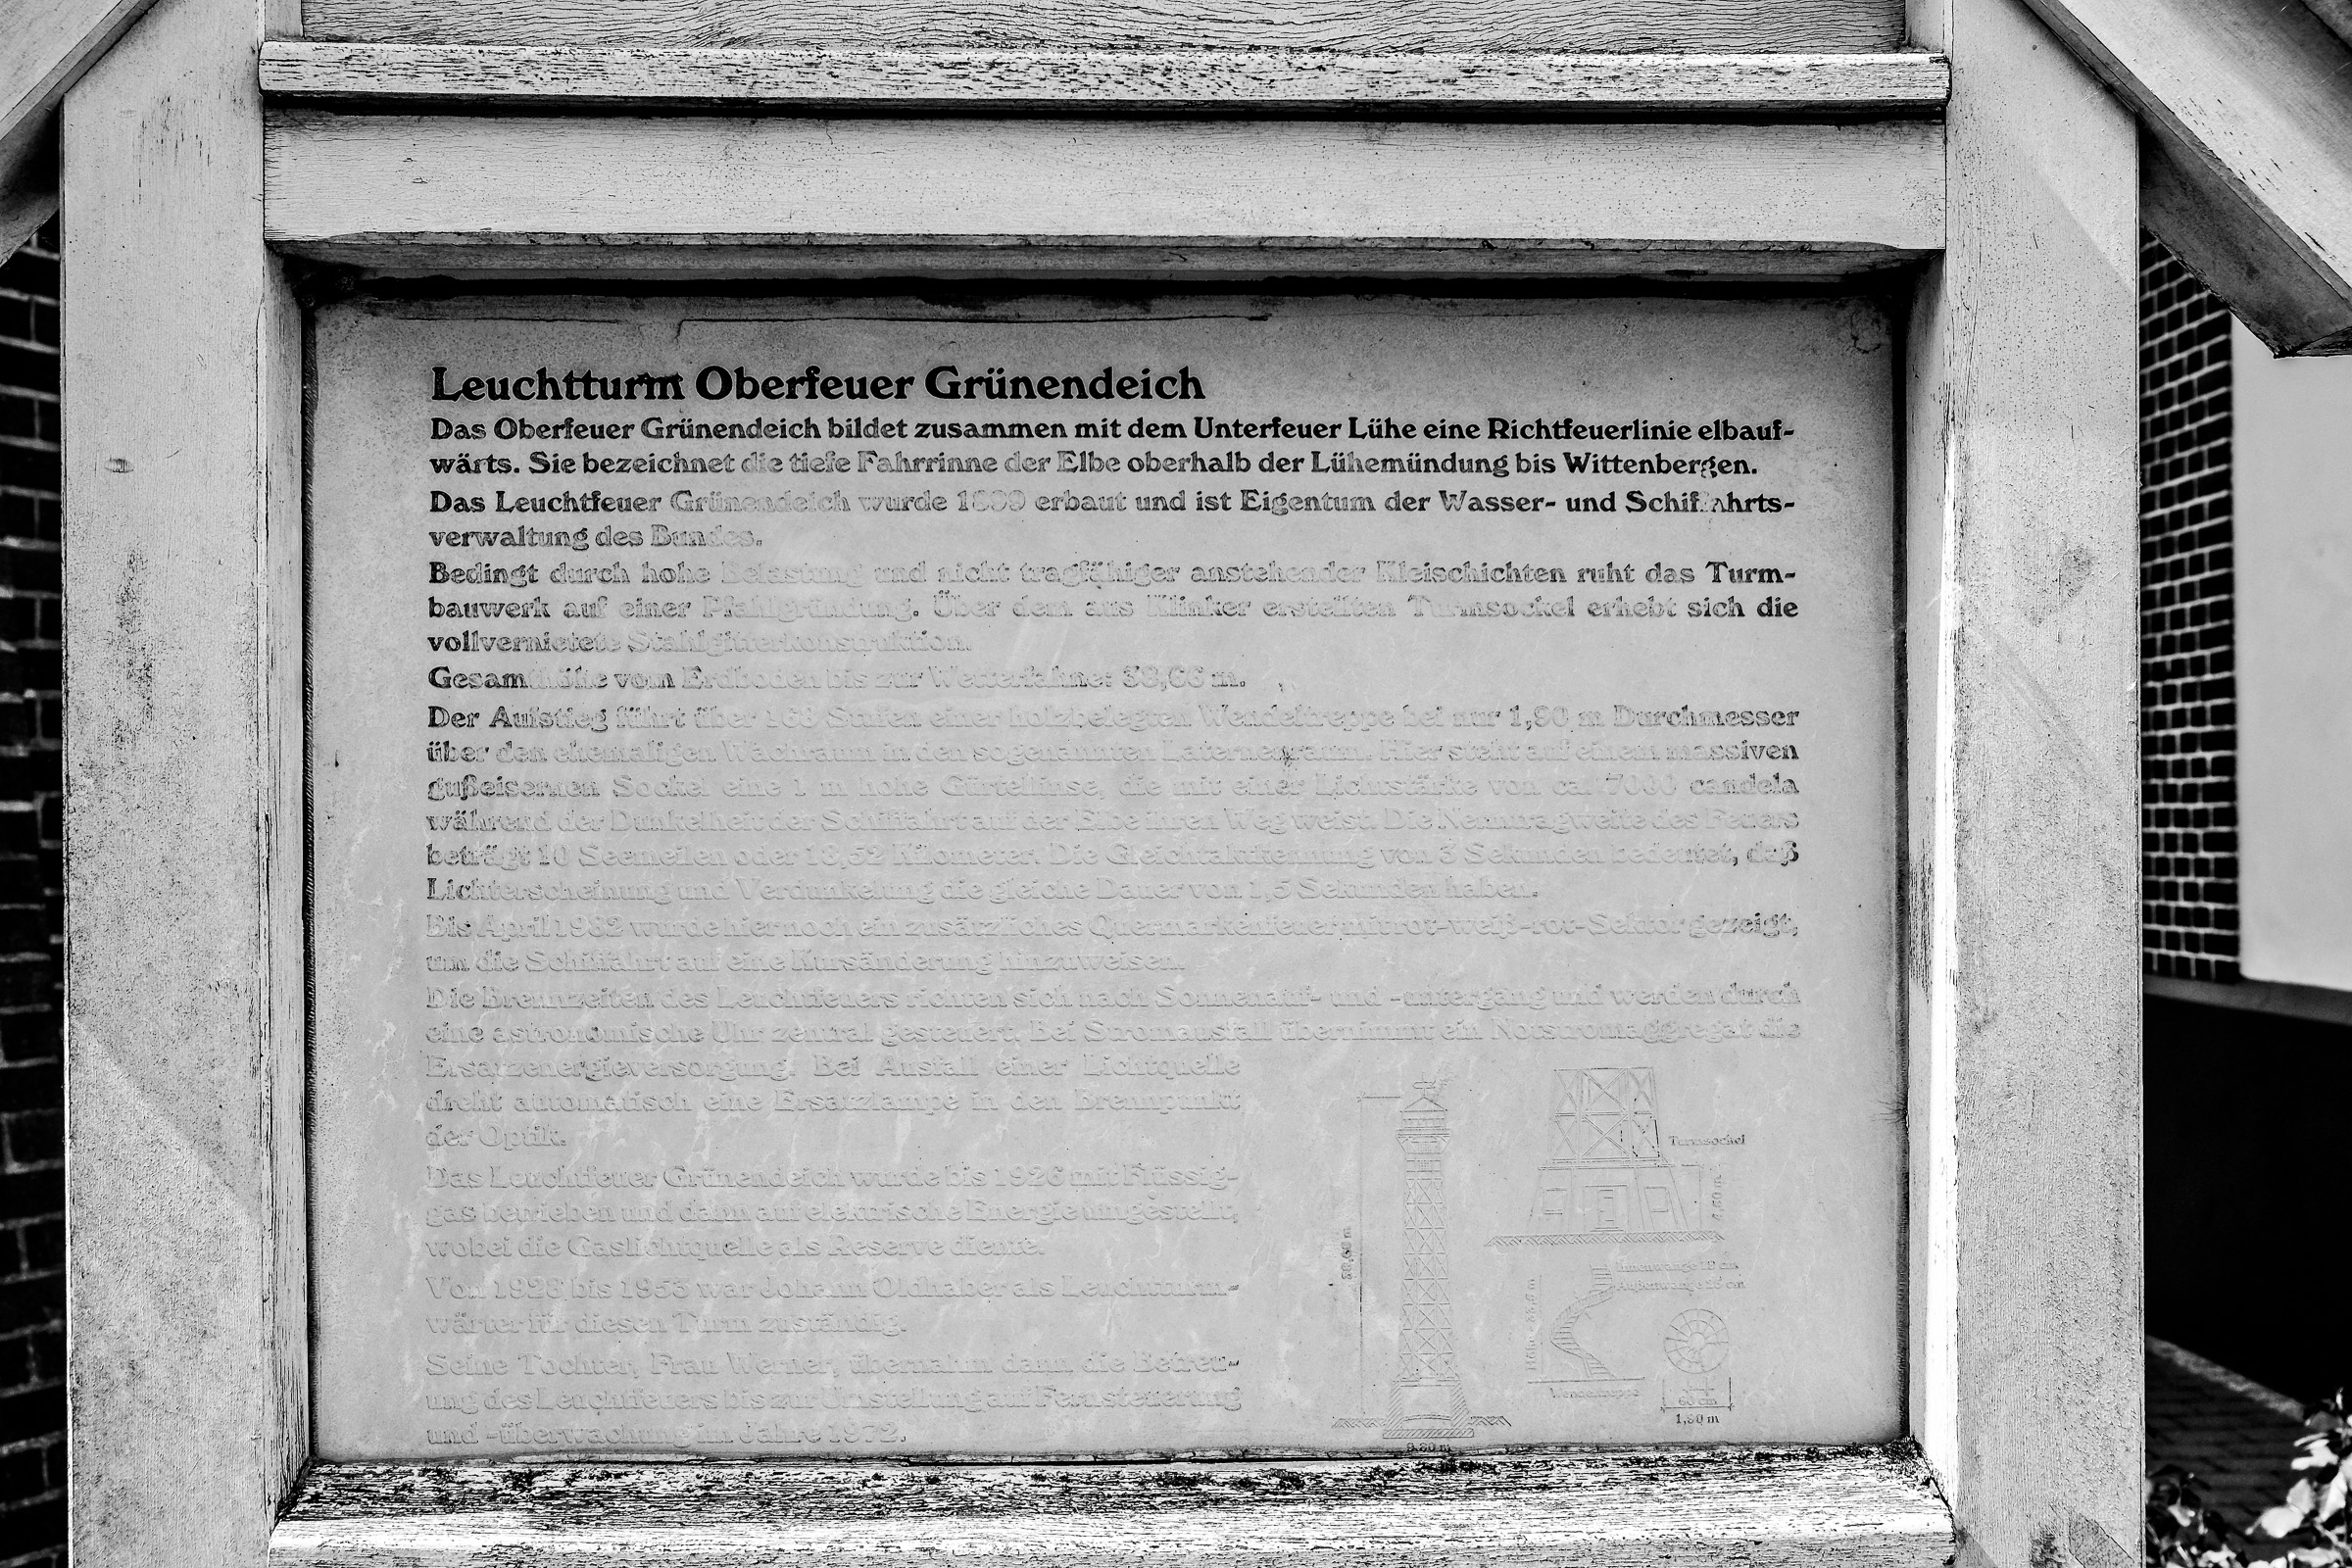 Leuchtturm Oberfeuer Grünendeich
Das Oberfeuer Grünendeich bildet zusammen mit dem Unterfeuer Lühe eine Richtfeuerlinie elbauf-
wärts. Sie bezeichnet die tiefe Fahrrinne der Elbe oberhalb der Lühemündung bis Wittenbergen.
Das Leuchtfeuer Grünendeich wurde 1899 erbaut und ist Eigentum der Wasser- und Schiffahrts-
verwaltung des Bundes.
Bedingt durch hohe Belastung und nicht tragfähiger anstehender Kleischichten ruht das Turm-
bauwerk auf einer Pfahlgründung. Über dem aus Klinker erstellten Turmsockel erhebt sich die
vollvernietete Stahlgitterkonstruktion.
Gesamthöhe vom Erdboden bis zur Wetterfahne: 38,66 m.
Der Aufstieg führt über Stufen einer holzbelegten Wendeltreppe bei nur 1,90 m Durchmesser
über den ehemaligen Wachraum in den sogenannten Laternenraum. Hier steht auf einem massiven
gußeisernen Sockel eine 1 m hohe Gürtellinse, die mit einer Lichtstärke von ca. 7000 candela
während der Dunkelheit der Schiffahrt auf der Elbe ihren Weg weist. Die Nenntragweite des Feuers
beträgt 10 Seemeilen oder 18,52 Kilometer. Die Gleichtaktkennung von 3 Sekunden bedeutet, daß
Lichterscheinung und Verdunkelung die gleiche Dauer von 1,5 Sekunden haben.
Bis April 1982 wurde hier noch ein zusätzliches Quermarkenfeuer mit rot-weiß-rot-Sektor gezeigt,
um die Schiffahrt auf eine Kursänderung hinzuweisen.
Die Brennzeiten des Leuchtfeuers richten sich nach Sonnenauf- und -untergang und werden durch
eine astronomische Uhr zentral gesteuert. Bei Stromausfall übernimmt ein Notstromaggregat die
Ersatzenergieversorgung. Bei Ausfall einer Lichtquelle
dreht automatisch eine Ersatzlampe in den Brennpunkt
der Optik.
Das Leuchtfeuer Grünendeich wurde bis 1926 mit Flüssig-
gas betrieben und dann auf elektrische Energie umgestellt,
wobei die Gaslichtquelle als Reserve diente.
Von 1928 bis 1953 war Johann Oldhaber als Leuchtturm-
wärter für diesen Turm zuständig.
Seine Tochter, Frau Werner, übernahm dann die Betreu-
ung des Leuchtfeuers bis zur Umstellung auf Fernsteuerung
und -überwachung im Jahre 1972.
Turmsockel
Innenwange 12 cm
Wendeltreppe
60 cm
1,90 m